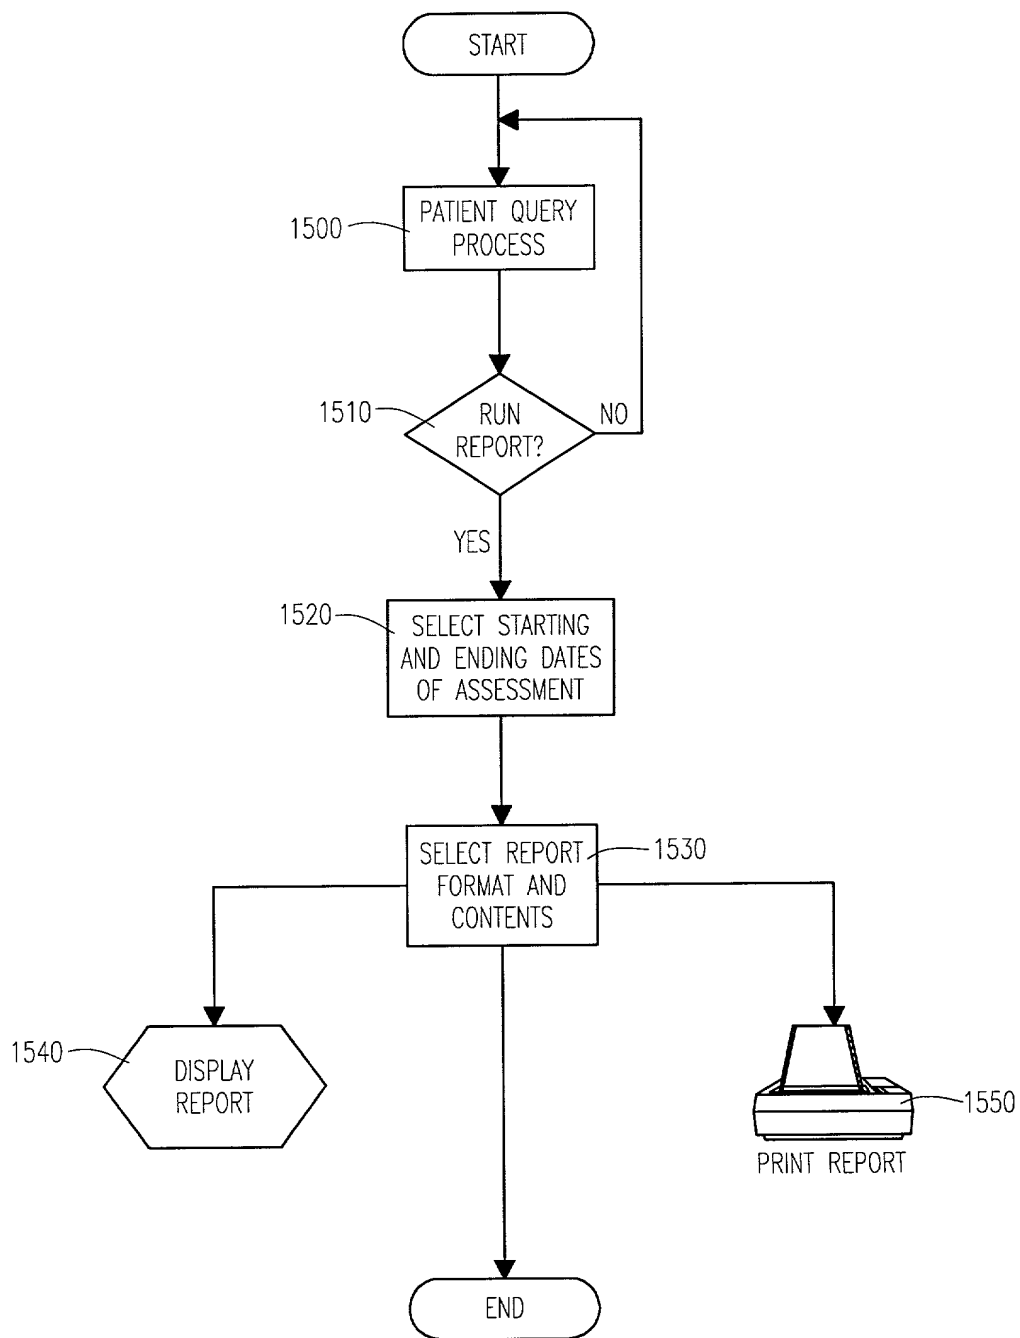 START
PATIENT QUERY
PROCESS
1500
RUN
REPORT?
1510
NO
YES
1520
SELECT STARTING
AND ENDING DATES
OF ASSESSMENT
SELECT REPORT
FORMAT AND
CONTENTS
1530
1540
DISPLAY
REPORT
1550
PRINT REPORT
END